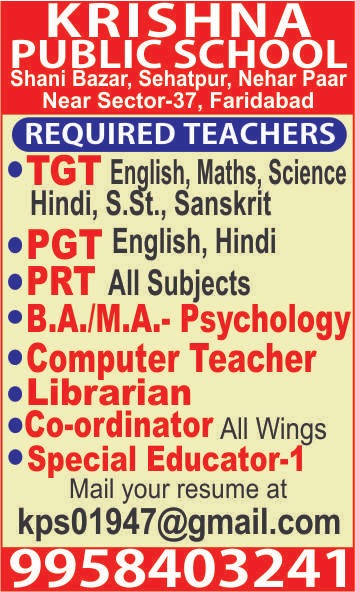 KRISHNA
PUBLIC SCHOOL
Shani Bazar, Sehatpur, Nehar Paar
Near Sector-37, Faridabad
REQUIRED TEACHERS
• TGT English, Maths, Science
Hindi, S.St., Sanskrit
• PGT English, Hindi
• PRT All Subjects
• B.A./M.A.- Psychology
• Computer Teacher
• Librarian
• Co-ordinator All Wings
• Special Educator-1
Mail your resume at
kps01947@gmail.com
9958403241